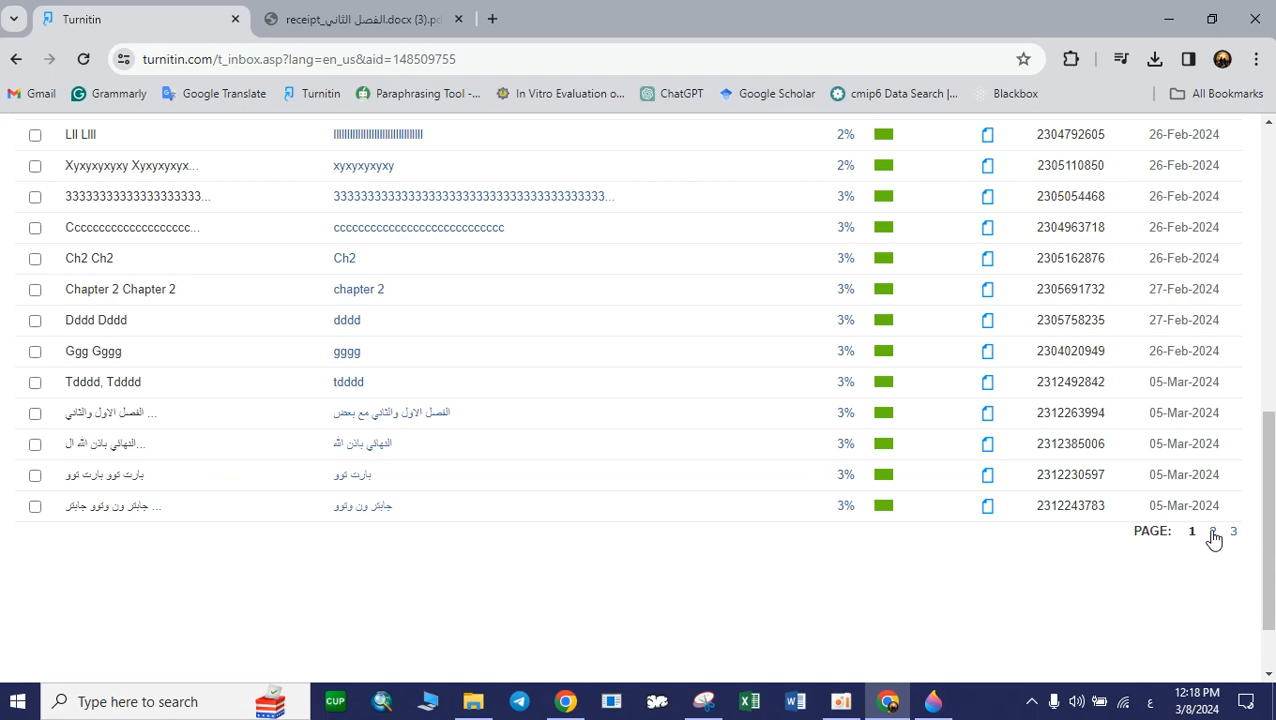 Turnitin
receipt_الفصل الثاني.docx (3).pd
turnitin.com/t_inbox.asp?lang=en_us&aid=148509755
Gmail Grammarly Google Translate Turnitin Paraphrasing Tool -... In Vitro Evaluation o... ChatGPT Google Scholar cmip6 Data Search |... Blackbox All Bookmarks
Lll Llll 2% 2304792605 26-Feb-2024
Xyxyxyxyxy Xyxyxyxyx... xyxyxyxyxy 2% 2305110850 26-Feb-2024
3% 2305054468 26-Feb-2024
3% 2304963718 26-Feb-2024
Ch2 Ch2 Ch2 3% 2305162876 26-Feb-2024
Chapter 2 Chapter 2 chapter 2 3% 2305691732 27-Feb-2024
Dddd Dddd dddd 3% 2305758235 27-Feb-2024
Ggg Gggg gggg 3% 2304020949 26-Feb-2024
Tdddd, Tdddd tdddd 3% 2312492842 05-Mar-2024
الفصل الاول والثاني ... الفصل الاول والثاني مع بعض 3% 2312263994 05-Mar-2024
النهائي باذن الله ال... النهائي باذن الله 3% 2312385006 05-Mar-2024
بارت توو بارت توو بارت توو 3% 2312230597 05-Mar-2024
جابتر ون وتوو جابتر ... جابتر ون وتوو 3% 2312243783 05-Mar-2024
PAGE: 1 2 3
Type here to search
CUP
ع
12:18 PM
3/8/2024